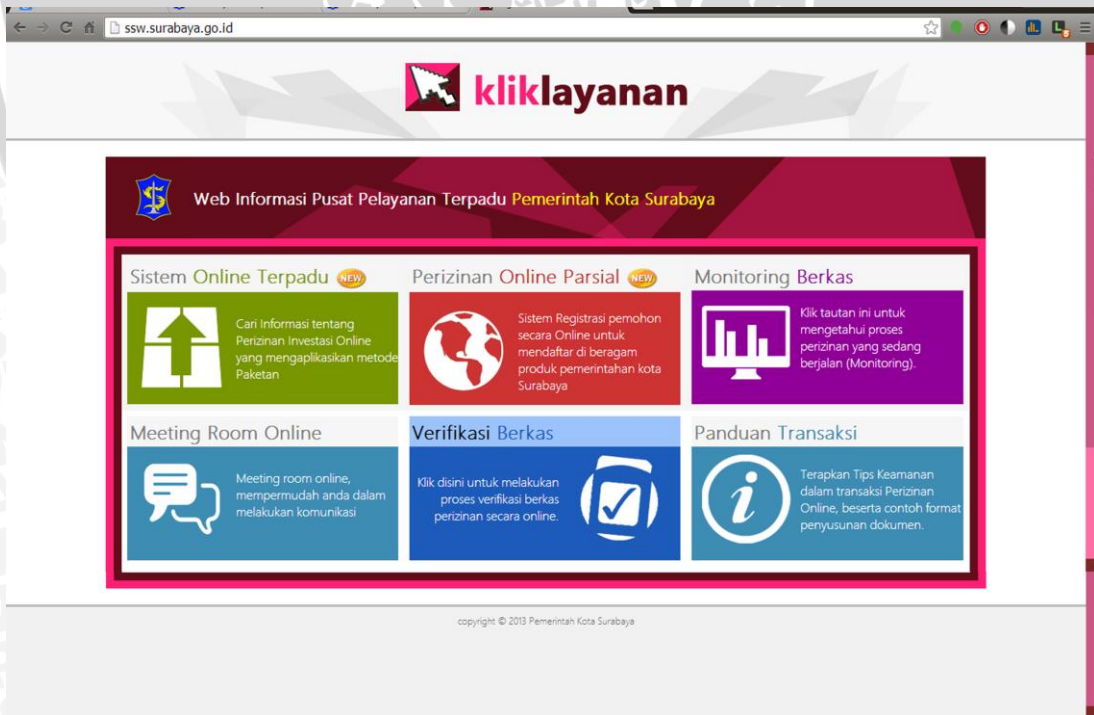 ssw.surabaya.go.id
kliklayanan
Web Informasi Pusat Pelayanan Terpadu Pemerintah Kota Surabaya
Sistem Online Terpadu NEW
Cari Informasi tentang
Perizinan Investasi Online
yang mengaplikasikan metode
Paketan
Perizinan Online Parsial NEW
Sistem Registrasi pemohon
secara Online untuk
mendaftar di beragam
produk pemerintahan kota
Surabaya
Monitoring Berkas
Klik tautan ini untuk
mengetahui proses
perizinan yang sedang
berjalan (Monitoring).
Meeting Room Online
Meeting room online,
mempermudah anda dalam
melakukan komunikasi
Verifikasi Berkas
Klik disini untuk melakukan
proses verifikasi berkas
perizinan secara online.
Panduan Transaksi
Terapkan Tips Keamanan
dalam transaksi Perizinan
Online, beserta contoh format
penyusunan dokumen.
copyright © 2013 Pemerintah Kota Surabaya